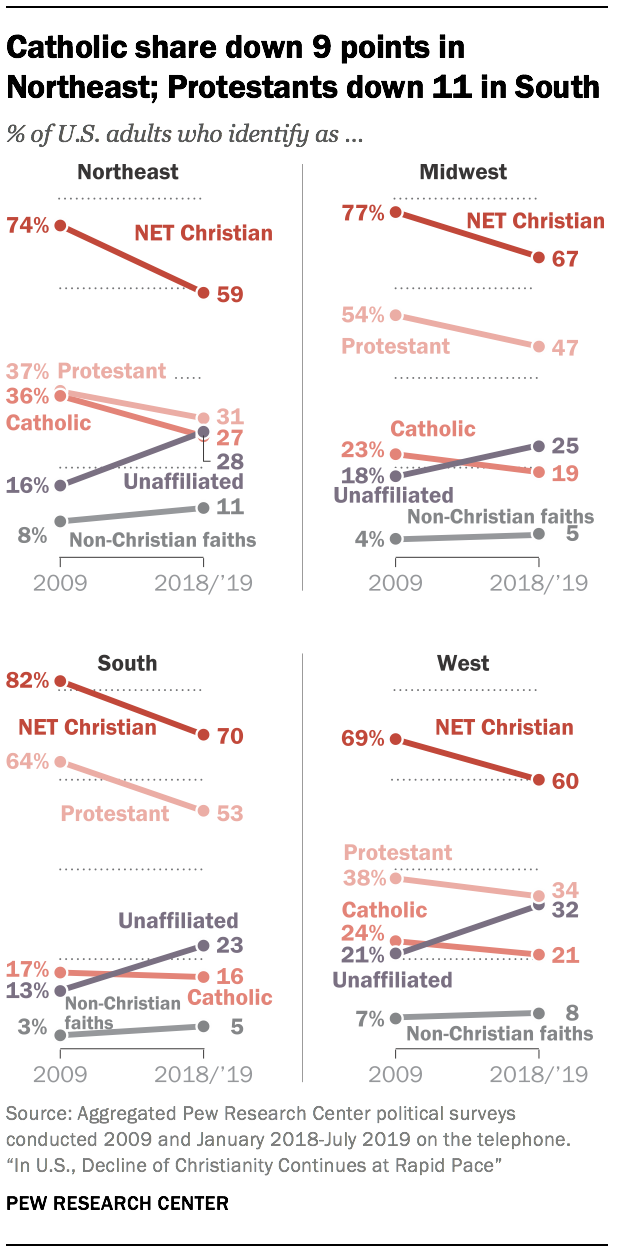 Catholic share down 9 points in
Northeast; Protestants down 11 in South
% of U.S. adults who identify as ...
Northeast
74%
NET Christian
59
37% Protestant
36%
Catholic
31
27
28
16%
Unaffiliated
11
8%
Non-Christian faiths
2009 2018/’19
Midwest
77%
NET Christian
67
54%
Protestant
47
Catholic
23%
25
18%
19
Unaffiliated
Non-Christian faiths
4%
5
2009 2018/’19
South
82%
NET Christian
70
64%
Protestant
53
Unaffiliated
23
17%
16
13%
Catholic
Non-Christian
faiths
3%
5
2009 2018/’19
West
69%
NET Christian
60
Protestant
38%
34
Catholic
32
24%
21%
21
Unaffiliated
7%
8
Non-Christian faiths
2009 2018/’19
Source: Aggregated Pew Research Center political surveys
conducted 2009 and January 2018-July 2019 on the telephone.
“In U.S., Decline of Christianity Continues at Rapid Pace”
PEW RESEARCH CENTER